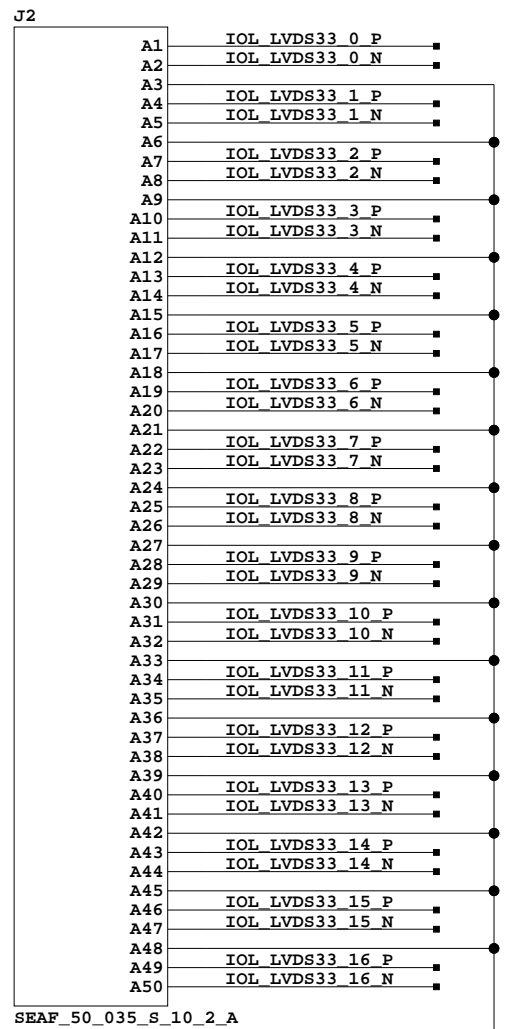 J2
A1 IOL_LVDS33_0_P
A2 IOL_LVDS33_0_N
A3
A4 IOL_LVDS33_1_P
A5 IOL_LVDS33_1_N
A6
A7 IOL_LVDS33_2_P
A8 IOL_LVDS33_2_N
A9
A10 IOL_LVDS33_3_P
A11 IOL_LVDS33_3_N
A12
A13 IOL_LVDS33_4_P
A14 IOL_LVDS33_4_N
A15
A16 IOL_LVDS33_5_P
A17 IOL_LVDS33_5_N
A18
A19 IOL_LVDS33_6_P
A20 IOL_LVDS33_6_N
A21
A22 IOL_LVDS33_7_P
A23 IOL_LVDS33_7_N
A24
A25 IOL_LVDS33_8_P
A26 IOL_LVDS33_8_N
A27
A28 IOL_LVDS33_9_P
A29 IOL_LVDS33_9_N
A30
A31 IOL_LVDS33_10_P
A32 IOL_LVDS33_10_N
A33
A34 IOL_LVDS33_11_P
A35 IOL_LVDS33_11_N
A36
A37 IOL_LVDS33_12_P
A38 IOL_LVDS33_12_N
A39
A40 IOL_LVDS33_13_P
A41 IOL_LVDS33_13_N
A42
A43 IOL_LVDS33_14_P
A44 IOL_LVDS33_14_N
A45
A46 IOL_LVDS33_15_P
A47 IOL_LVDS33_15_N
A48
A49 IOL_LVDS33_16_P
A50 IOL_LVDS33_16_N
SEAF_50_035_S_10_2_A